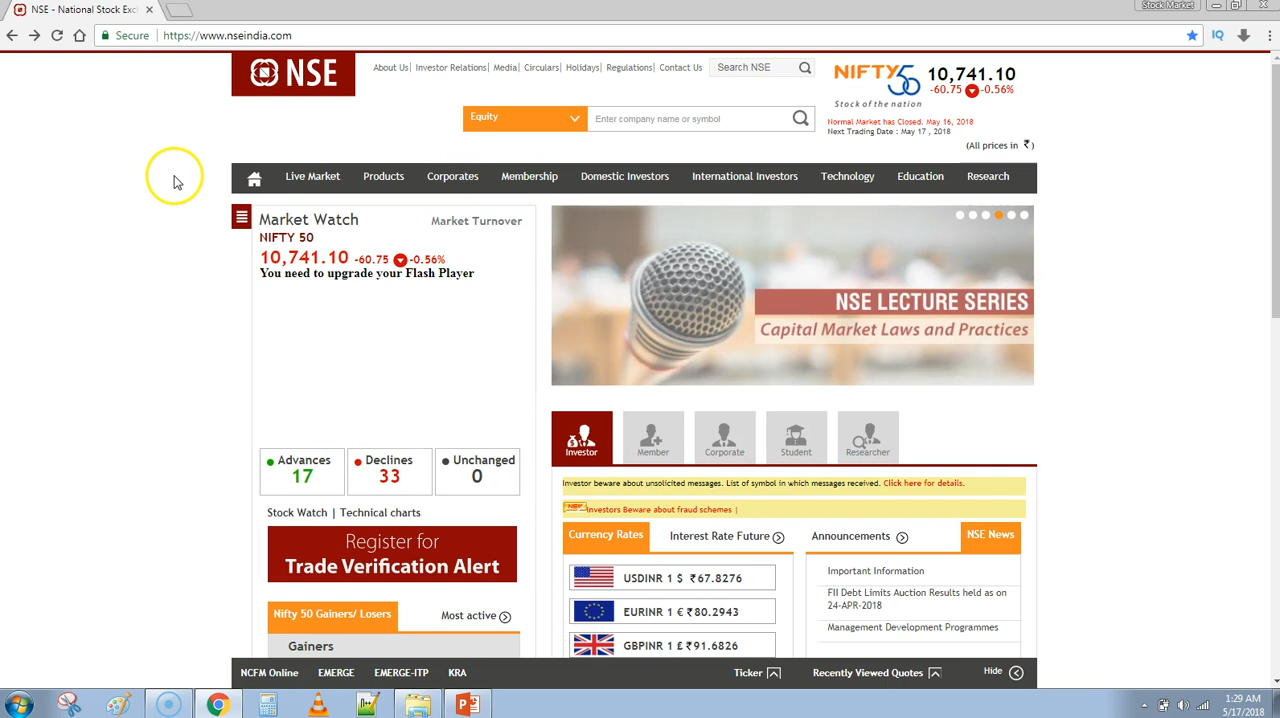 NSE - National Stock Exc
Stock Market
Secure
https://www.nseindia.com
NSE
About Us
Investor Relations
Media
Circulars
Holidays
Regulations
Contact Us
Search NSE
NIFTY 50
Stock of the nation
10,741.10
-60.75 -0.56%
Normal Market has Closed. May 16, 2018
Next Trading Date : May 17 , 2018
(All prices in ₹)
Equity
Enter company name or symbol
Live Market
Products
Corporates
Membership
Domestic Investors
International Investors
Technology
Education
Research
Market Watch
Market Turnover
NIFTY 50
10,741.10 -60.75 -0.56%
You need to upgrade your Flash Player
NSE LECTURE SERIES
Capital Market Laws and Practices
Investor
Member
Corporate
Student
Researcher
Advances
17
Declines
33
Unchanged
0
Stock Watch | Technical charts
Register for
Trade Verification Alert
Nifty 50 Gainers/ Losers
Most active
Gainers
Investor beware about unsolicited messages. List of symbol in which messages received. Click here for details.
NEW Investors Beware about fraud schemes |
Currency Rates
Interest Rate Future
USDINR 1 $ ₹67.8276
EURINR 1 € ₹80.2943
GBPINR 1 £ ₹91.6826
Announcements
NSE News
Important Information
FII Debt Limits Auction Results held as on
24-APR-2018
Management Development Programmes
NCFM Online
EMERGE
EMERGE-ITP
KRA
Ticker
Recently Viewed Quotes
Hide
1:29 AM
5/17/2018